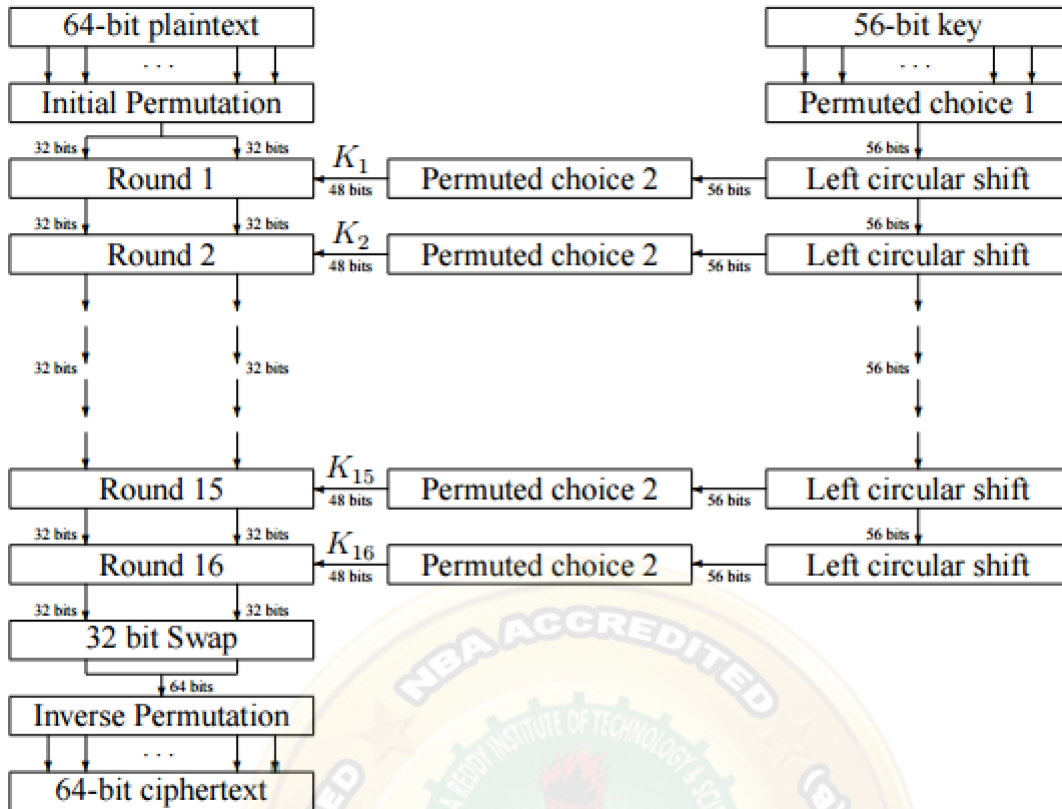 64-bit plaintext
56-bit key
. . .
. . .
Initial Permutation
Permuted choice 1
32 bits
32 bits
56 bits
Round 1
K1
48 bits
Permuted choice 2
56 bits
Left circular shift
32 bits
32 bits
56 bits
Round 2
K2
48 bits
Permuted choice 2
56 bits
Left circular shift
32 bits
32 bits
56 bits
Round 15
K15
48 bits
Permuted choice 2
56 bits
Left circular shift
32 bits
32 bits
56 bits
Round 16
K16
48 bits
Permuted choice 2
56 bits
Left circular shift
32 bits
32 bits
32 bit Swap
64 bits
Inverse Permutation
. . .
64-bit ciphertext
NBA ACCREDITED
REDDY INSTITUTE OF TECHNOLOGY &